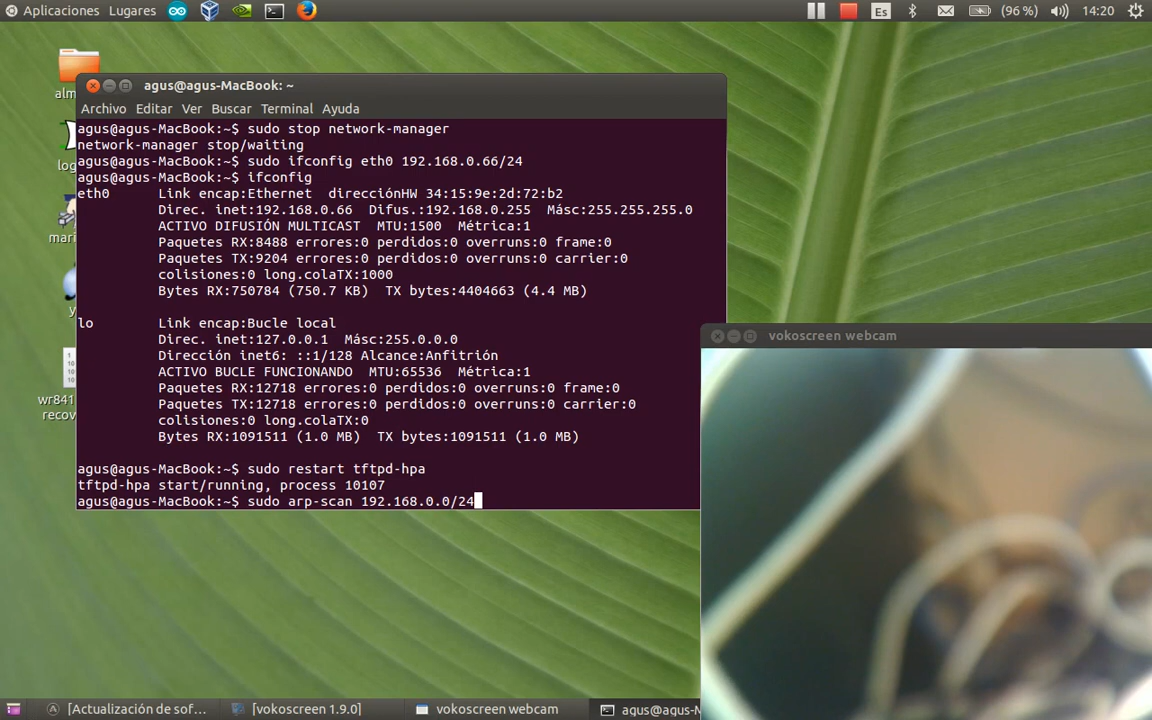 Aplicaciones Lugares Es (96 %) 14:20
alm
log
mari
y
wr841
recov
agus@agus-MacBook: ~
Archivo Editar Ver Buscar Terminal Ayuda
agus@agus-MacBook:~$ sudo stop network-manager
network-manager stop/waiting
agus@agus-MacBook:~$ sudo ifconfig eth0 192.168.0.66/24
agus@agus-MacBook:~$ ifconfig
eth0 Link encap:Ethernet direcciónHW 34:15:9e:2d:72:b2
Direc. inet:192.168.0.66 Difus.:192.168.0.255 Másc:255.255.255.0
ACTIVO DIFUSIÓN MULTICAST MTU:1500 Métrica:1
Paquetes RX:8488 errores:0 perdidos:0 overruns:0 frame:0
Paquetes TX:9204 errores:0 perdidos:0 overruns:0 carrier:0
colisiones:0 long.colaTX:1000
Bytes RX:750784 (750.7 KB) TX bytes:4404663 (4.4 MB)
lo Link encap:Bucle local
Direc. inet:127.0.0.1 Másc:255.0.0.0
Dirección inet6: ::1/128 Alcance:Anfitrión
ACTIVO BUCLE FUNCIONANDO MTU:65536 Métrica:1
Paquetes RX:12718 errores:0 perdidos:0 overruns:0 frame:0
Paquetes TX:12718 errores:0 perdidos:0 overruns:0 carrier:0
colisiones:0 long.colaTX:0
Bytes RX:1091511 (1.0 MB) TX bytes:1091511 (1.0 MB)
agus@agus-MacBook:~$ sudo restart tftpd-hpa
tftpd-hpa start/running, process 10107
agus@agus-MacBook:~$ sudo arp-scan 192.168.0.0/24
vokoscreen webcam
[Actualización de sof... [vokoscreen 1.9.0] vokoscreen webcam agus@agus-M